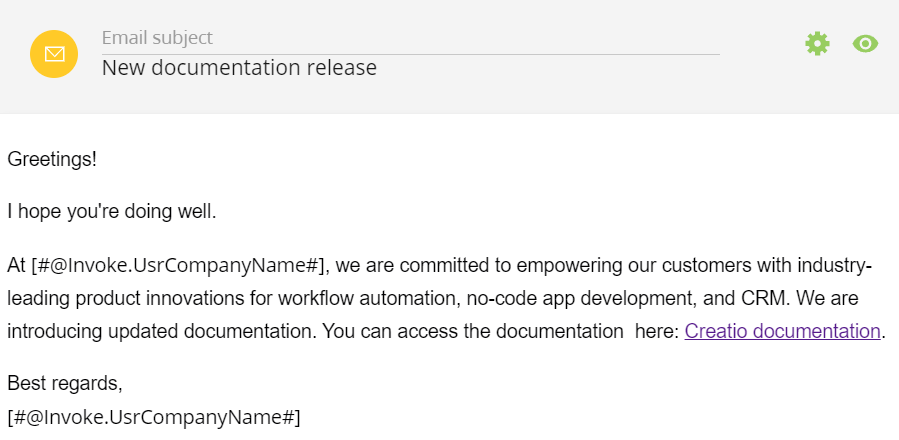 Email subject
New documentation release
Greetings!
I hope you're doing well.
At [#@Invoke.UsrCompanyName#], we are committed to empowering our customers with industry-
leading product innovations for workflow automation, no-code app development, and CRM. We are
introducing updated documentation. You can access the documentation  here: Creatio documentation.
Best regards,
[#@Invoke.UsrCompanyName#]